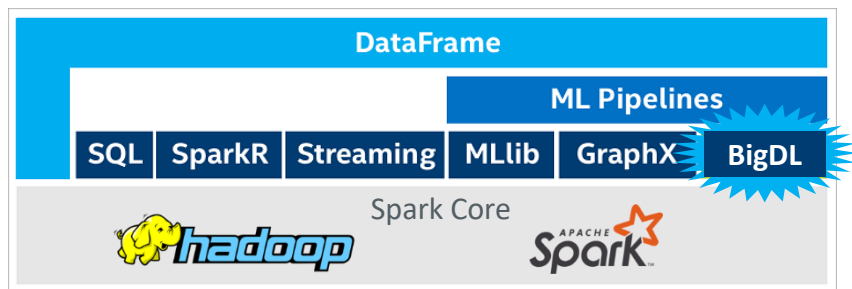 DataFrame
ML Pipelines
SQL SparkR Streaming MLlib GraphX BigDL
Spark Core
hadoop
APACHE
Spark